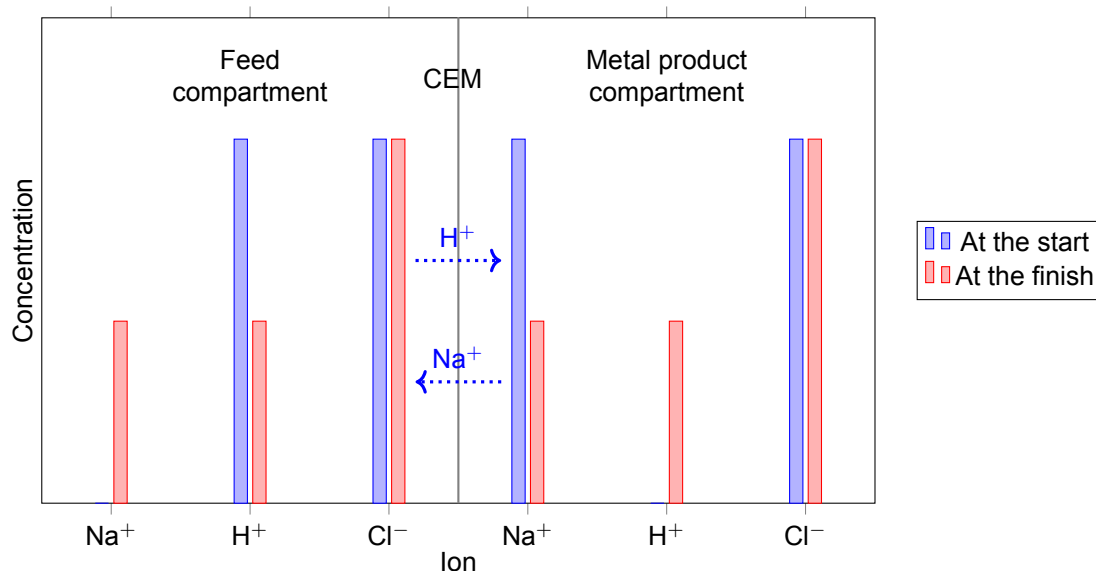 Feed
compartment
CEM
Metal product
compartment
Concentration
H⁺
Na⁺
At the start
At the finish
Na⁺
H⁺
Cl⁻
Na⁺
H⁺
Cl⁻
Ion